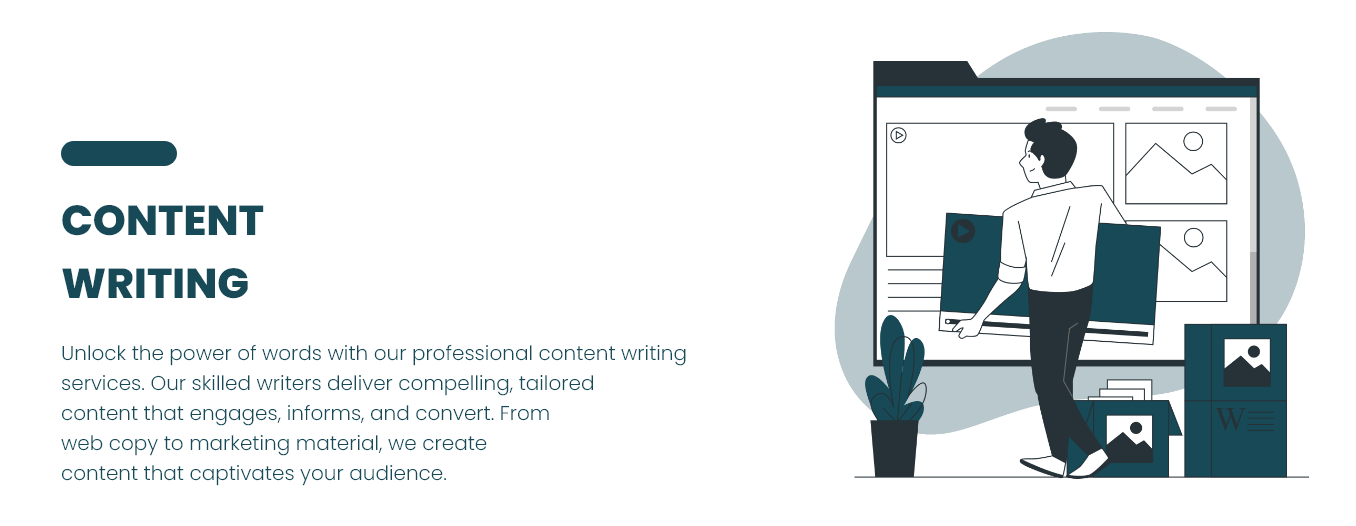 CONTENT
WRITING
Unlock the power of words with our professional content writing
services. Our skilled writers deliver compelling, tailored
content that engages, informs, and convert. From
web copy to marketing material, we create
content that captivates your audience.
W